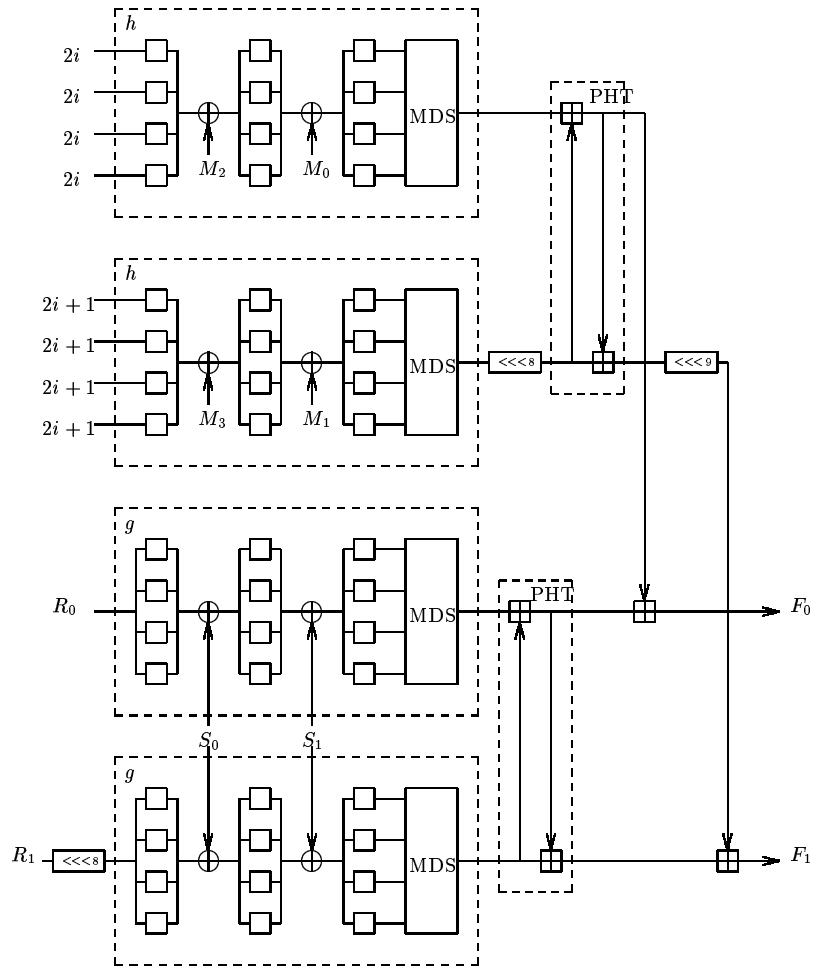 h
2i
2i
2i
2i
M₂
M₀
MDS
PHT
h
2i + 1
2i + 1
2i + 1
2i + 1
M₃
M₁
MDS
<<<8
<<<9
g
R₀
MDS
PHT
F₀
S₀
S₁
g
R₁
<<<8
MDS
F₁